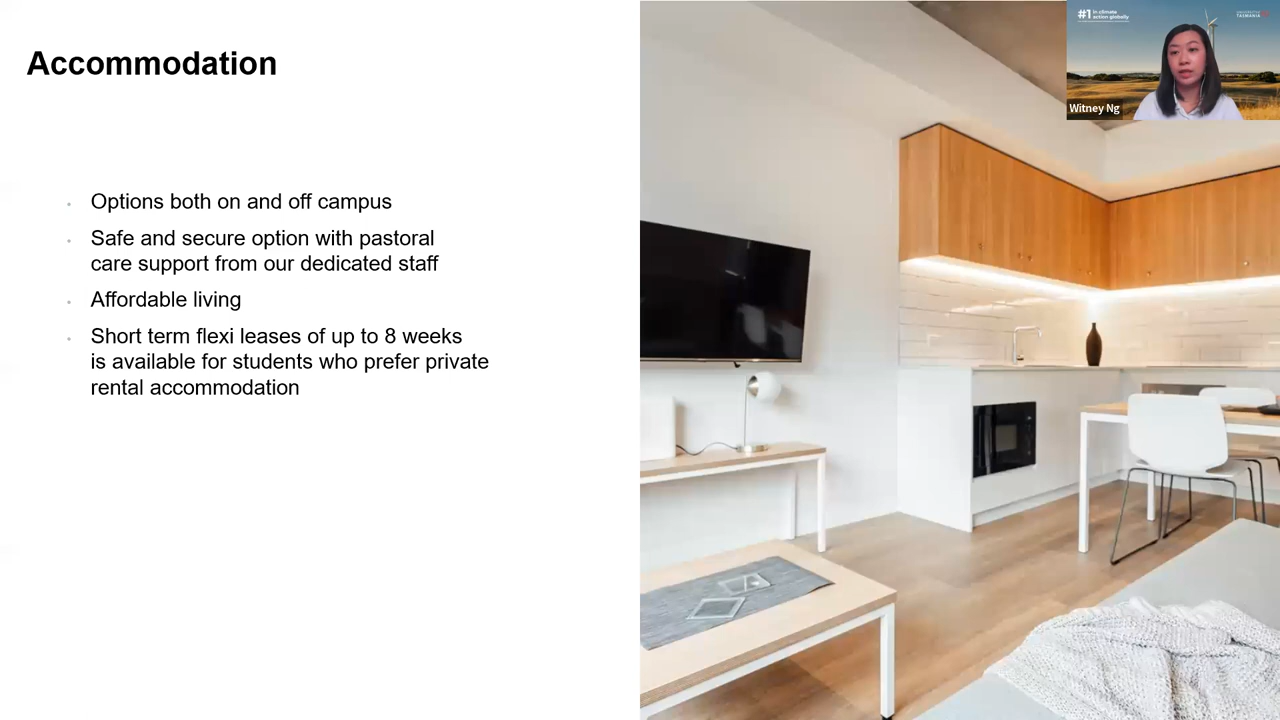 Accommodation
Options both on and off campus
Safe and secure option with pastoral
care support from our dedicated staff
Affordable living
Short term flexi leases of up to 8 weeks
is available for students who prefer private
rental accommodation
#1 in climate
action globally
TASMANIA
Witney Ng